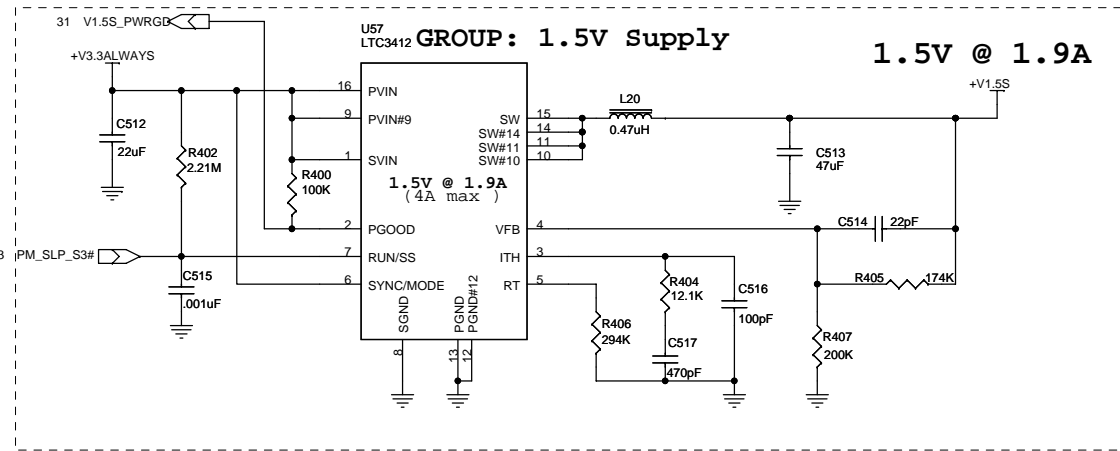 31 V1.5S_PWRGD
+V3.3ALWAYS
U57
LTC3412
GROUP: 1.5V Supply
1.5V @ 1.9A
+V1.5S
16 PVIN
9 PVIN#9
1 SVIN
2 PGOOD
7 RUN/SS
6 SYNC/MODE
SW 15
SW#14 14
SW#11 11
SW#10 10
VFB 4
ITH 3
RT 5
1.5V @ 1.9A
(4A max )
SGND
PGND
PGND#12
8
13
12
C512
22uF
R402
2.21M
R400
100K
3 PM_SLP_S3#
C515
.001uF
L20
0.47uH
C513
47uF
C514 22pF
R405 174K
R404
12.1K
C516
100pF
R406
294K
C517
470pF
R407
200K